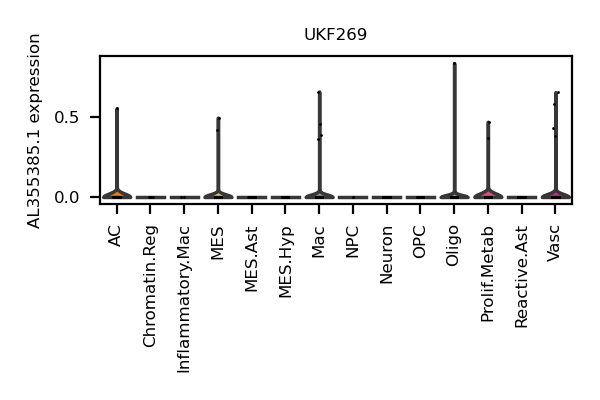 UKF269
AL355385.1 expression
0.5
0.0
AC
Chromatin.Reg
Inflammatory.Mac
MES
MES.Ast
MES.Hyp
Mac
NPC
Neuron
OPC
Oligo
Prolif.Metab
Reactive.Ast
Vasc